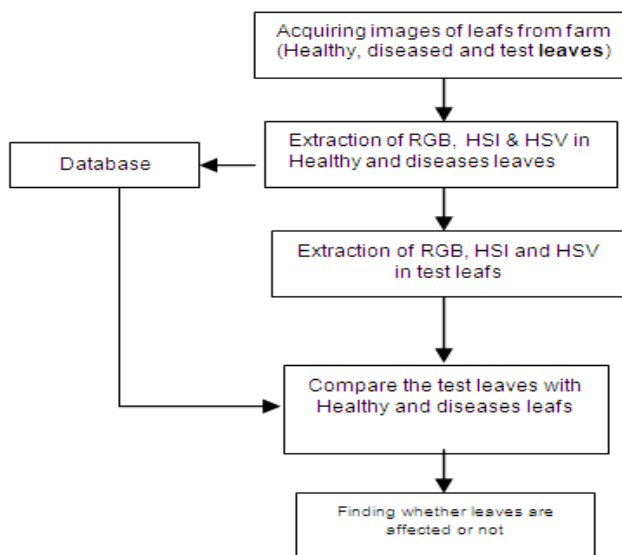 Acquiring images of leafs from farm
(Healthy, diseased and test leaves)
Extraction of RGB, HSI & HSV in
Healthy and diseases leaves
Database
Extraction of RGB, HSI and HSV
in test leafs
Compare the test leaves with
Healthy and diseases leafs
Finding whether leaves are
affected or not